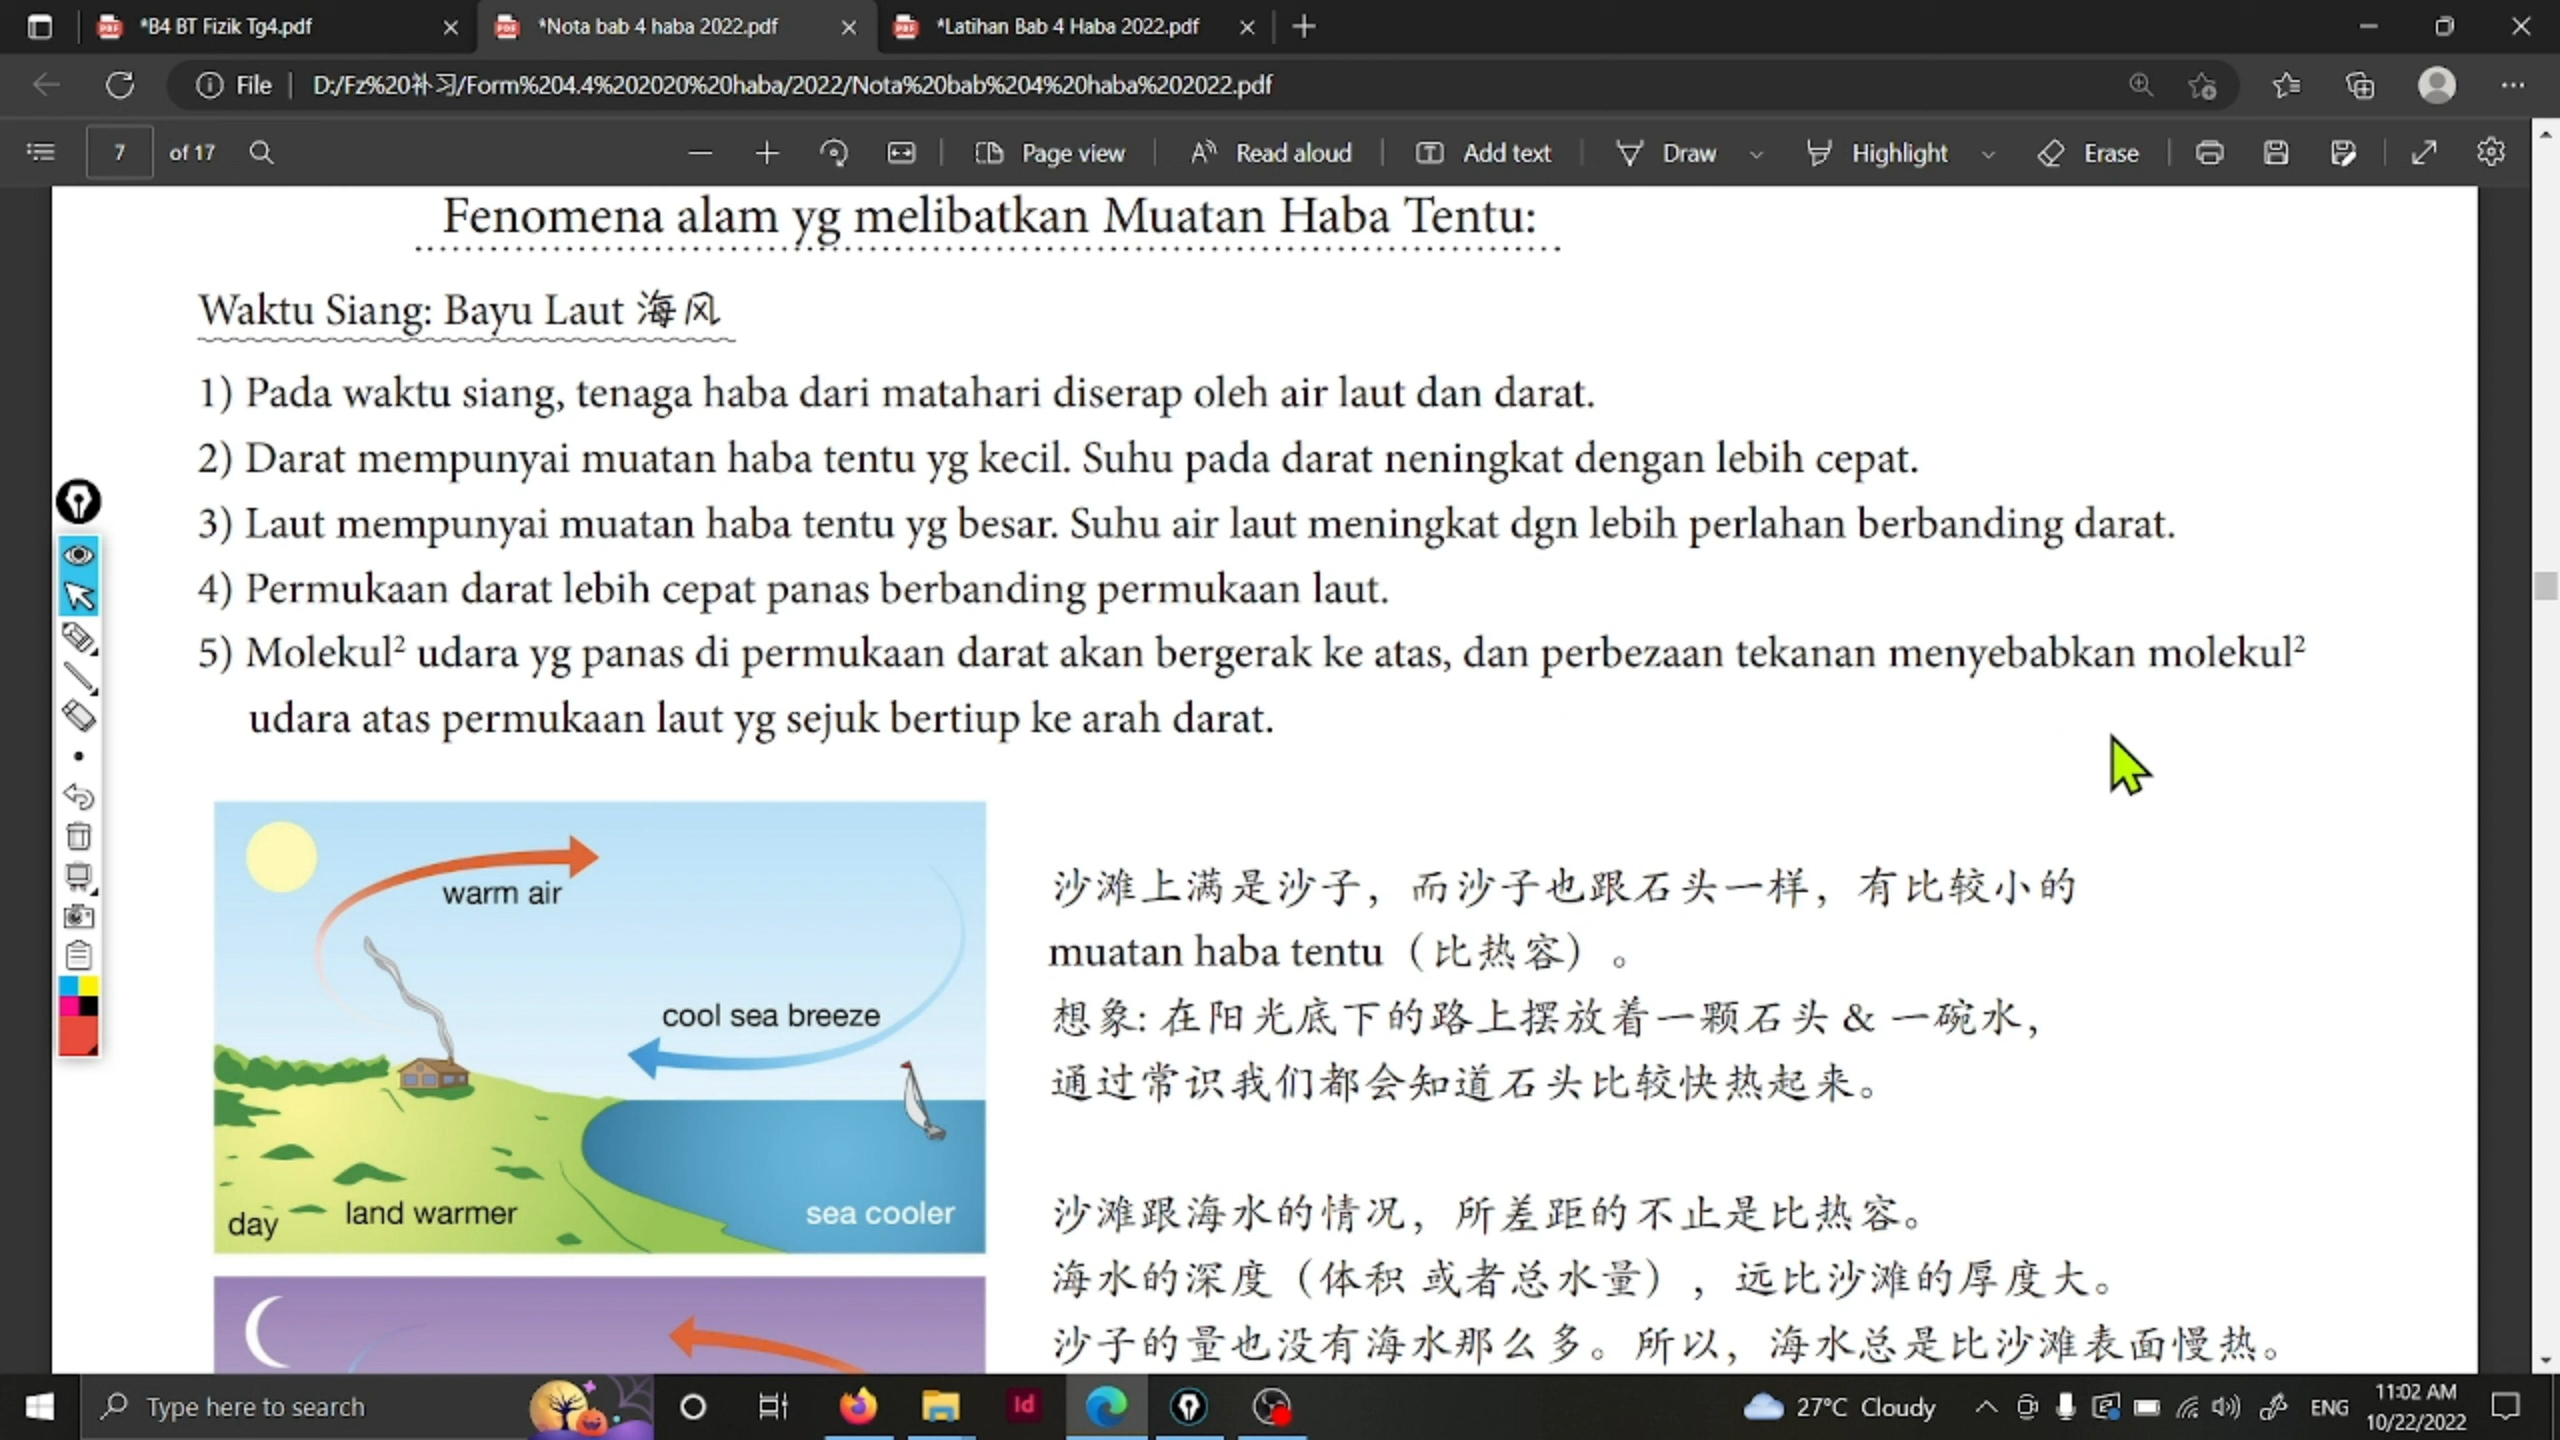 *B4 BT Fizik Tg4.pdf
*Nota bab 4 haba 2022.pdf
*Latihan Bab 4 Haba 2022.pdf
File
D:/Fz%20补习/Form%204.4%202020%20haba/2022/Nota%20bab%204%20haba%202022.pdf
7 of 17
Page view
Read aloud
Add text
Draw
Highlight
Erase
Fenomena alam yg melibatkan Muatan Haba Tentu:
Waktu Siang: Bayu Laut 海风
1) Pada waktu siang, tenaga haba dari matahari diserap oleh air laut dan darat.
2) Darat mempunyai muatan haba tentu yg kecil. Suhu pada darat neningkat dengan lebih cepat.
3) Laut mempunyai muatan haba tentu yg besar. Suhu air laut meningkat dgn lebih perlahan berbanding darat.
4) Permukaan darat lebih cepat panas berbanding permukaan laut.
5) Molekul² udara yg panas di permukaan darat akan bergerak ke atas, dan perbezaan tekanan menyebabkan molekul²
udara atas permukaan laut yg sejuk bertiup ke arah darat.
warm air
cool sea breeze
land warmer
day
sea cooler
沙滩上满是沙子，而沙子也跟石头一样，有比较小的
muatan haba tentu（比热容）。
想象: 在阳光底下的路上摆放着一颗石头 & 一碗水，
通过常识我们都会知道石头比较快热起来。
沙滩跟海水的情况，所差距的不止是比热容。
海水的深度（体积 或者总水量），远比沙滩的厚度大。
沙子的量也没有海水那么多。所以，海水总是比沙滩表面慢热。
Type here to search
Id
27°C Cloudy
ENG
11:02 AM
10/22/2022